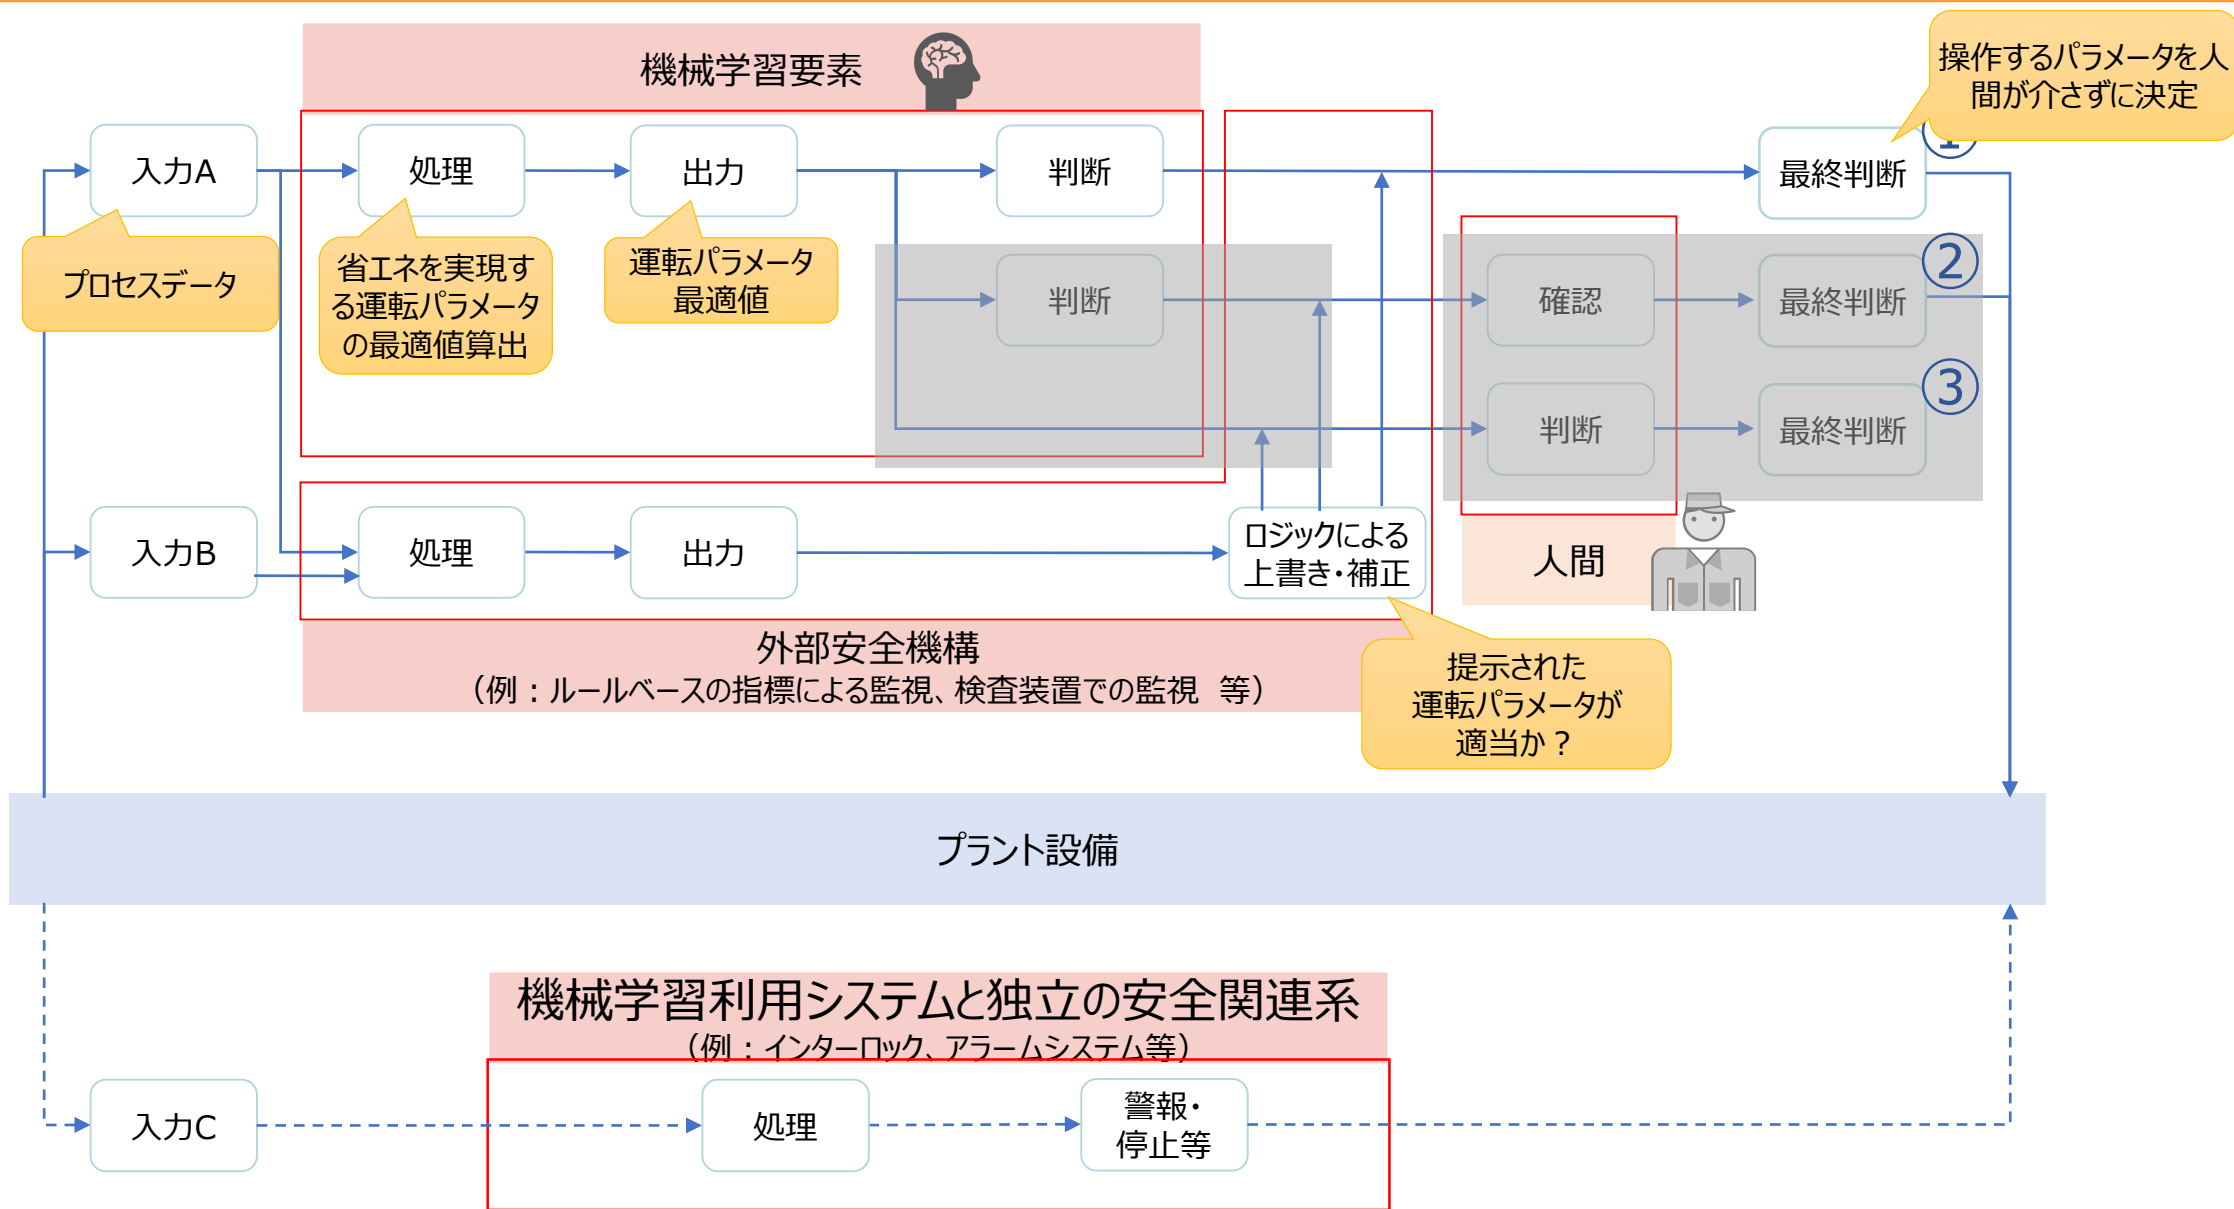 機械学習要素
操作するパラメータを人
間が介さずに決定
入力A
処理
出力
判断
最終判断
プロセスデータ
省エネを実現す
る運転パラメータ
の最適値算出
運転パラメータ
最適値
判断
確認
最終判断
②
判断
最終判断
③
入力B
処理
出力
ロジックによる
上書き・補正
人間
外部安全機構
（例：ルールベースの指標による監視、検査装置での監視　等）
提示された
運転パラメータが
適当か？
プラント設備
機械学習利用システムと独立の安全関連系
（例：インターロック、アラームシステム等）
入力C
処理
警報・
停止等